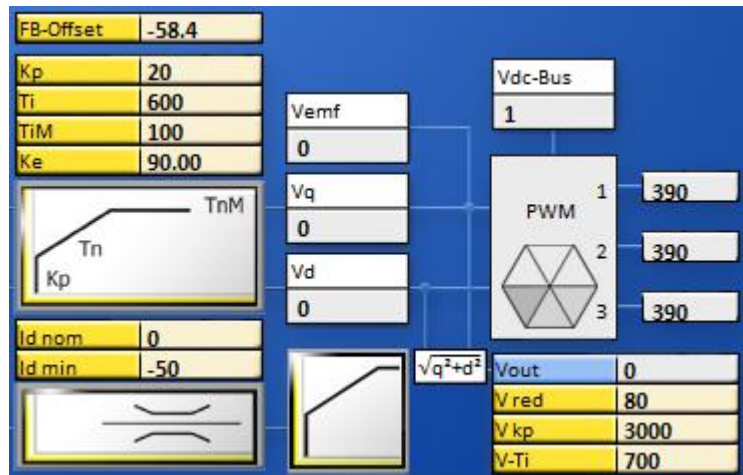 FB-Offset -58.4
Kp 20
Ti 600
TiM 100
Ke 90.00
Vemf
0
Vdc-Bus
1
TnM
Tn
Kp
Vq
0
Vd
0
PWM
1 390
2 390
3 390
Id nom 0
Id min -50
√q²+d²
Vout 0
V red 80
V kp 3000
V-Ti 700